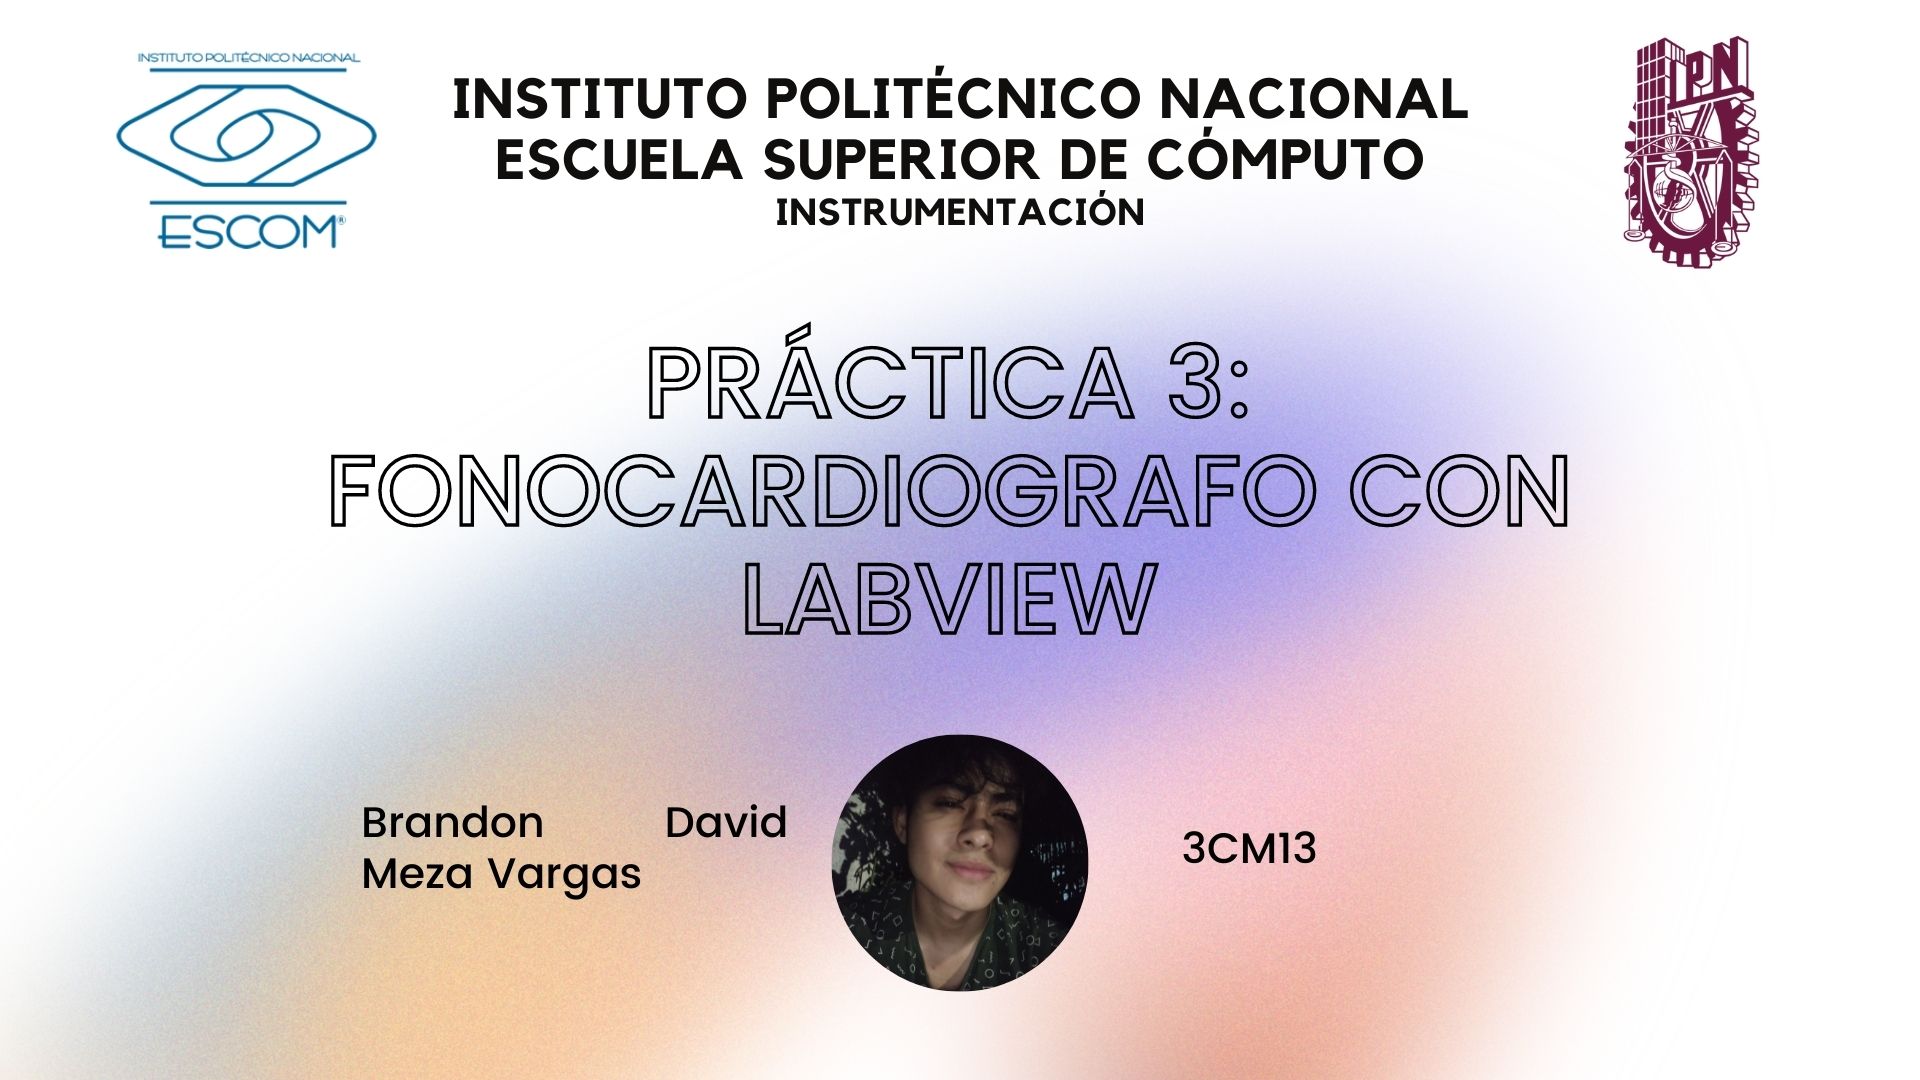 INSTITUTO POLITÉCNICO NACIONAL
ESCOM®
INSTITUTO POLITÉCNICO NACIONAL
ESCUELA SUPERIOR DE CÓMPUTO
INSTRUMENTACIÓN
IPN
PRÁCTICA 3:
FONOCARDIOGRAFO CON
LABVIEW
Brandon David
Meza Vargas
3CM13